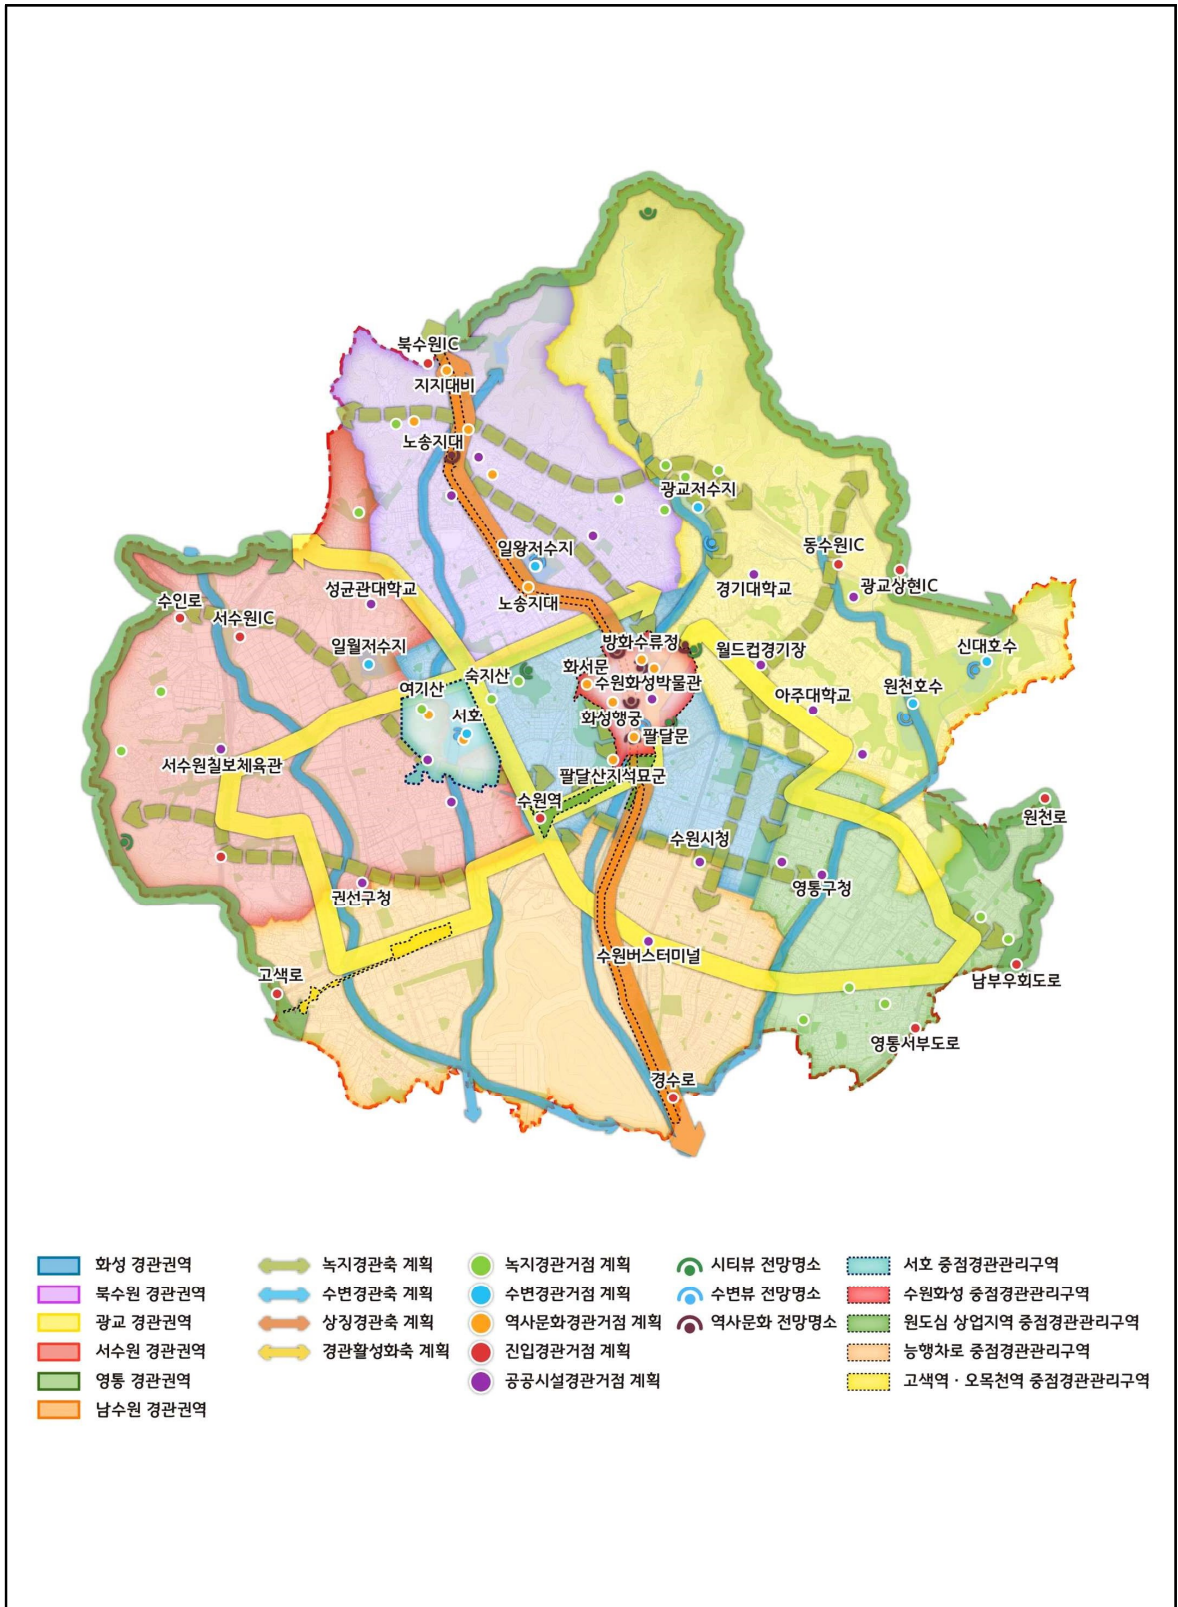 북수원IC
지지대비
노송지대
광교저수지
일왕저수지
동수원IC
노송지대
경기대학교
광교상현IC
성균관대학교
수인로
서수원IC
일월저수지
방화수류정
화서문
월드컵경기장
신대호수
숙지산
수원화성박물관
여기산
아주대학교
원천호수
서호
화성행궁
팔달문
서수원칠보체육관
팔달산지석묘군
수원역
원천로
수원시청
권선구청
영통구청
수원버스터미널
고색로
남부우회도로
영통서부도로
경수로
화성 경관권역
북수원 경관권역
광교 경관권역
서수원 경관권역
영통 경관권역
남수원 경관권역
녹지경관축 계획
수변경관축 계획
상징경관축 계획
경관활성화축 계획
녹지경관거점 계획
수변경관거점 계획
역사문화경관거점 계획
진입경관거점 계획
공공시설경관거점 계획
시티뷰 전망명소
수변뷰 전망명소
역사문화 전망명소
서호 중점경관관리구역
수원화성 중점경관관리구역
원도심 상업지역 중점경관관리구역
능행차로 중점경관관리구역
고색역 · 오목천역 중점경관관리구역